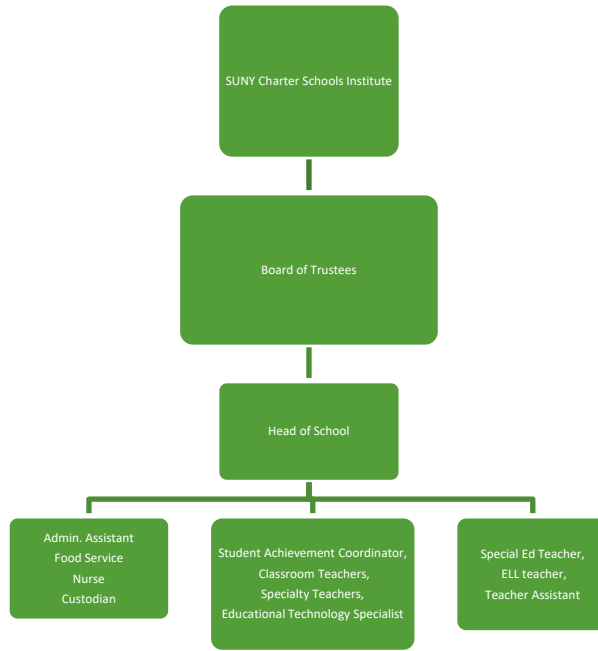 SUNY Charter Schools Institute
Board of Trustees
Head of School
Admin. Assistant
Food Service
Nurse
Custodian
Student Achievement Coordinator,
Classroom Teachers,
Specialty Teachers,
Educational Technology Specialist
Special Ed Teacher,
ELL teacher,
Teacher Assistant